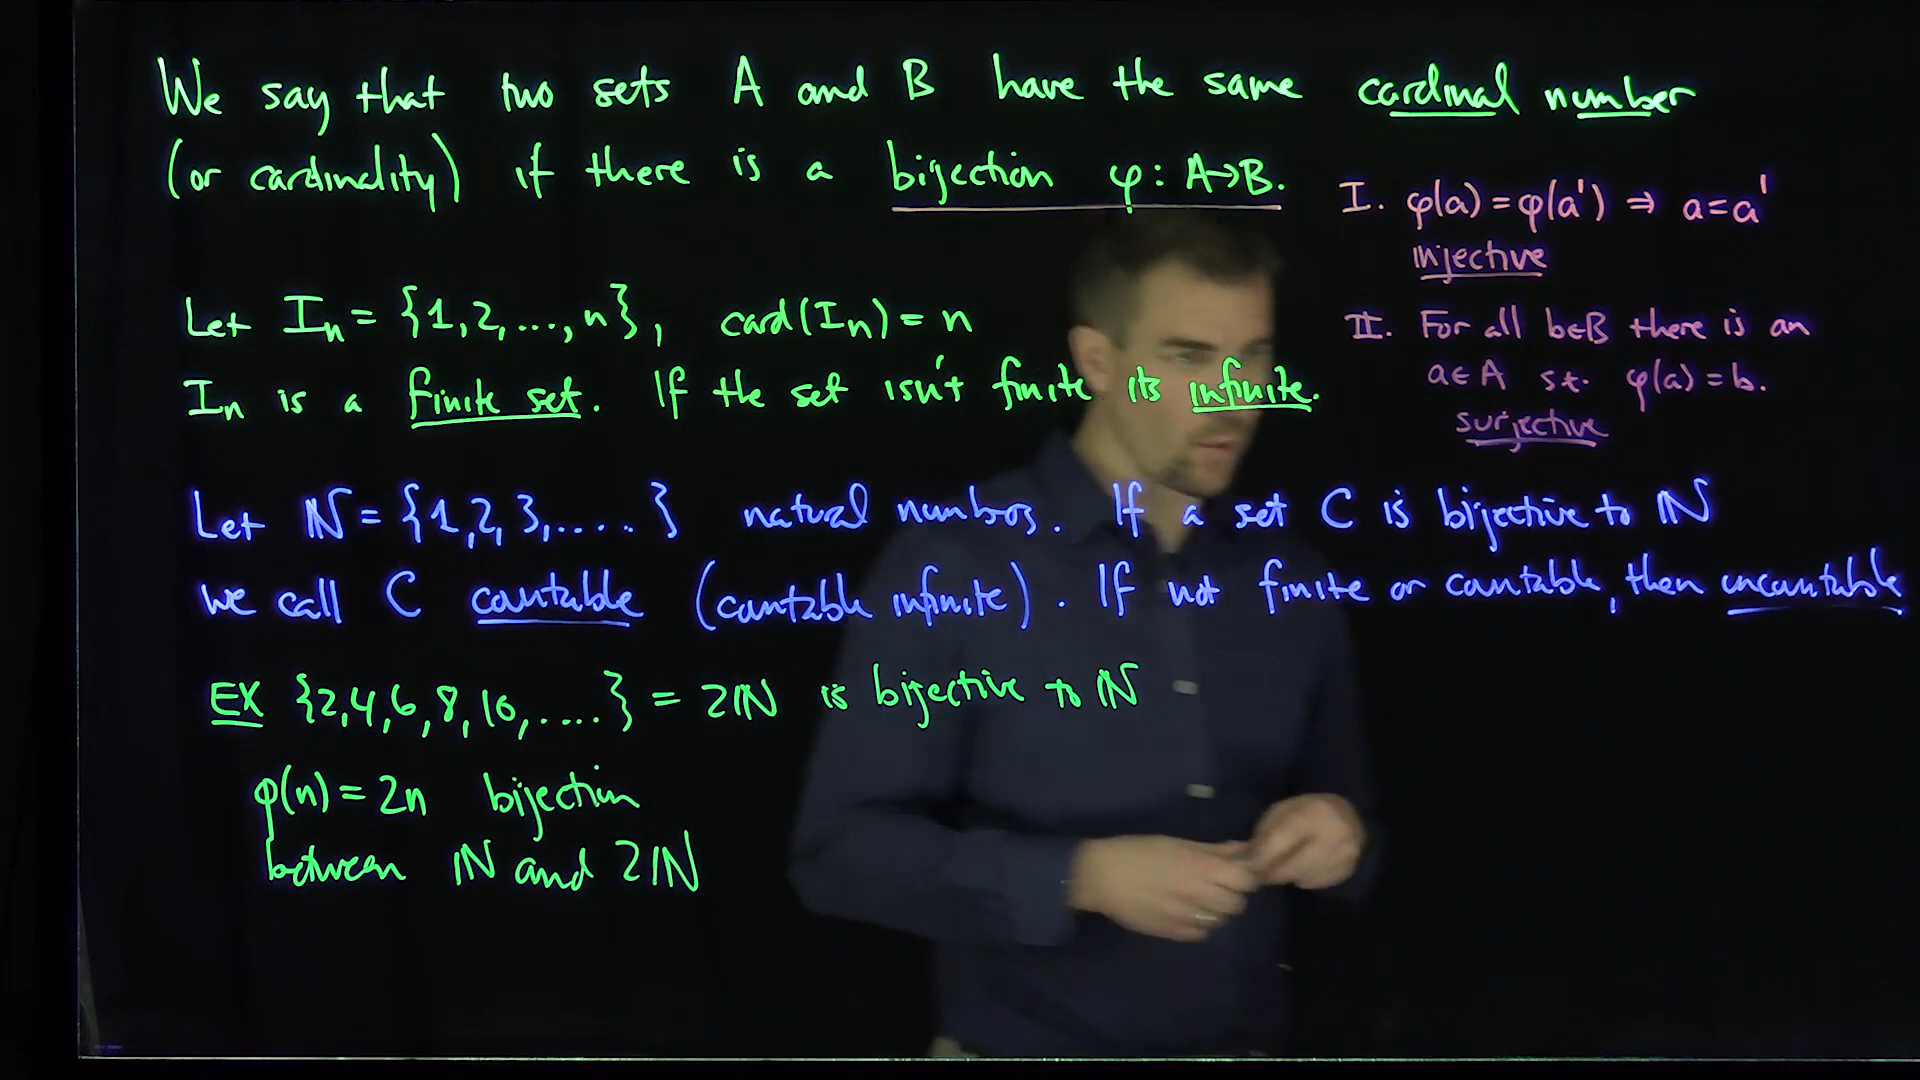 We say that two sets A and B have the same cardinal number
(or cardinality) if there is a bijection φ: A→B.
I. φ(a) = φ(a') ⇒ a = a'
injective
II. For all b∈B there is an
a∈A s.t. φ(a) = b.
surjective
Let Iₙ = {1, 2, ..., n}, card(Iₙ) = n
Iₙ is a finite set. If the set isn't finite its infinite.
Let ℕ = {1, 2, 3, ....} natural numbers. If a set C is bijective to ℕ
we call C countable (countable infinite). If not finite or countable, then uncountable
EX {2, 4, 6, 8, 10, ....} = 2ℕ is bijective to ℕ
φ(n) = 2n bijection
between ℕ and 2ℕ